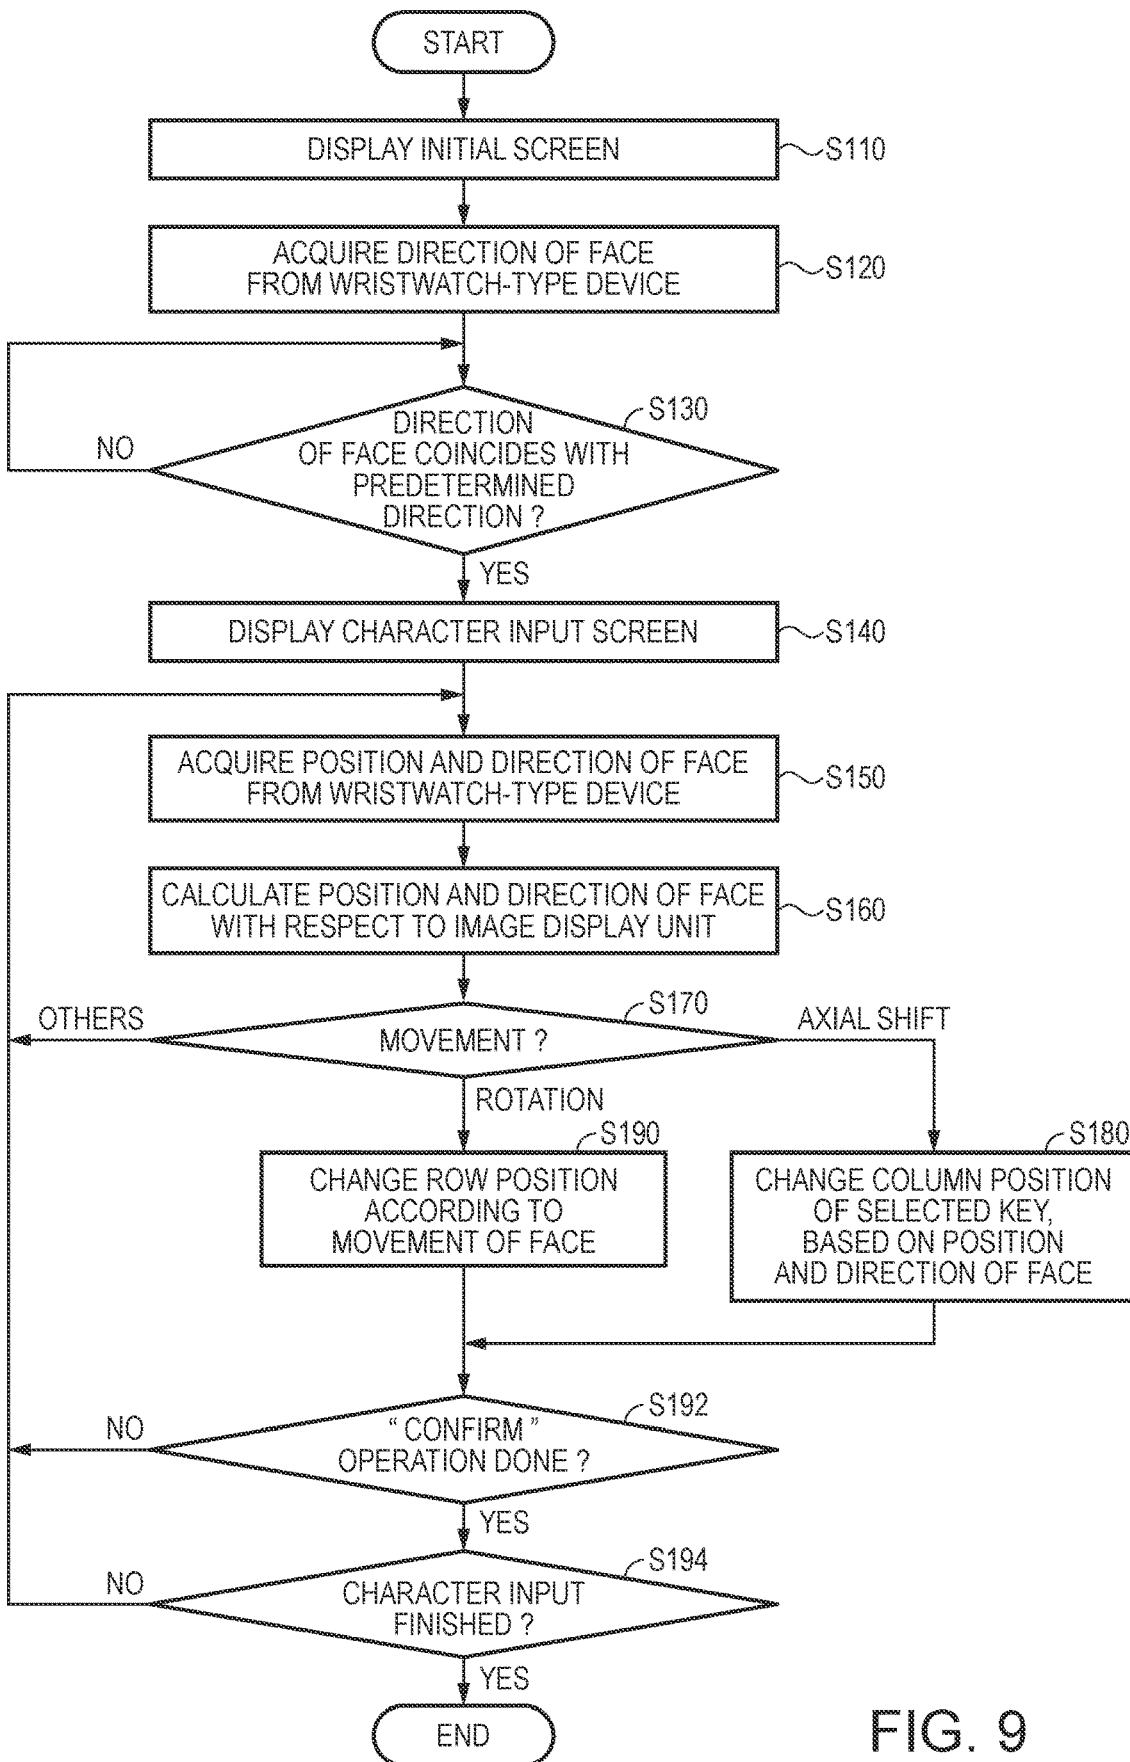 START
DISPLAY INITIAL SCREEN
S110
ACQUIRE DIRECTION OF FACE
FROM WRISTWATCH-TYPE DEVICE
S120
S130
DIRECTION
OF FACE COINCIDES WITH
PREDETERMINED
DIRECTION ?
NO
YES
DISPLAY CHARACTER INPUT SCREEN
S140
ACQUIRE POSITION AND DIRECTION OF FACE
FROM WRISTWATCH-TYPE DEVICE
S150
CALCULATE POSITION AND DIRECTION OF FACE
WITH RESPECT TO IMAGE DISPLAY UNIT
S160
S170
OTHERS
MOVEMENT ?
AXIAL SHIFT
ROTATION
S190
CHANGE ROW POSITION
ACCORDING TO
MOVEMENT OF FACE
S180
CHANGE COLUMN POSITION
OF SELECTED KEY,
BASED ON POSITION
AND DIRECTION OF FACE
S192
NO
" CONFIRM "
OPERATION DONE ?
YES
S194
NO
CHARACTER INPUT
FINISHED ?
YES
END
FIG. 9